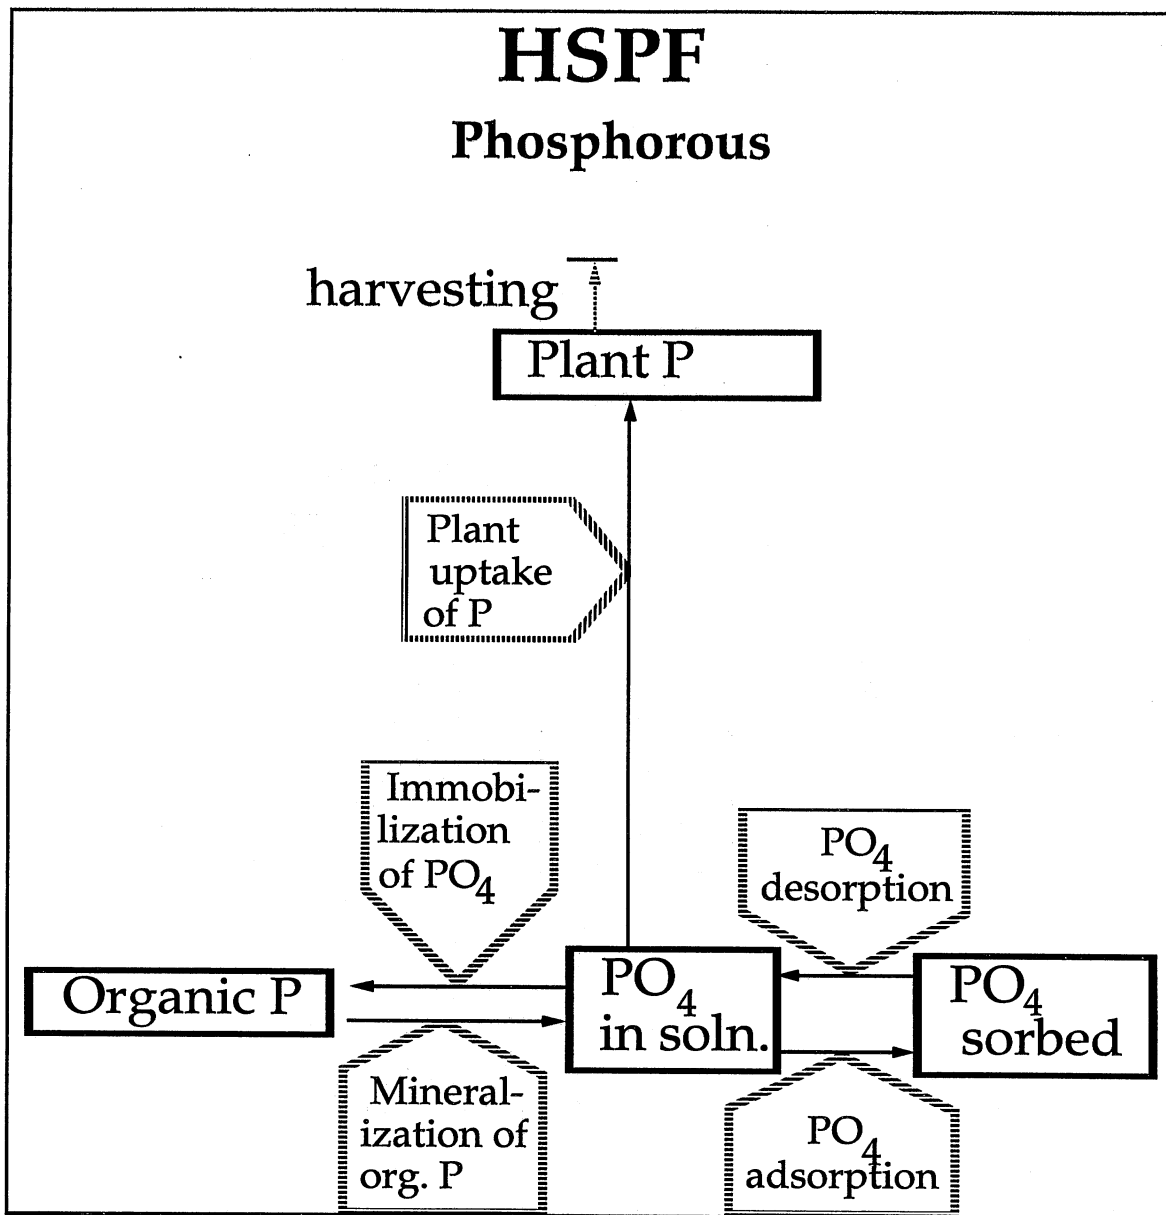 HSPF
Phosphorous
harvesting
Plant P
Plant
uptake
of P
Immobi-
lization
of PO4
PO4
desorption
Organic P
PO4
in soln.
PO4
sorbed
Mineral-
ization of
org. P
PO4
adsorption